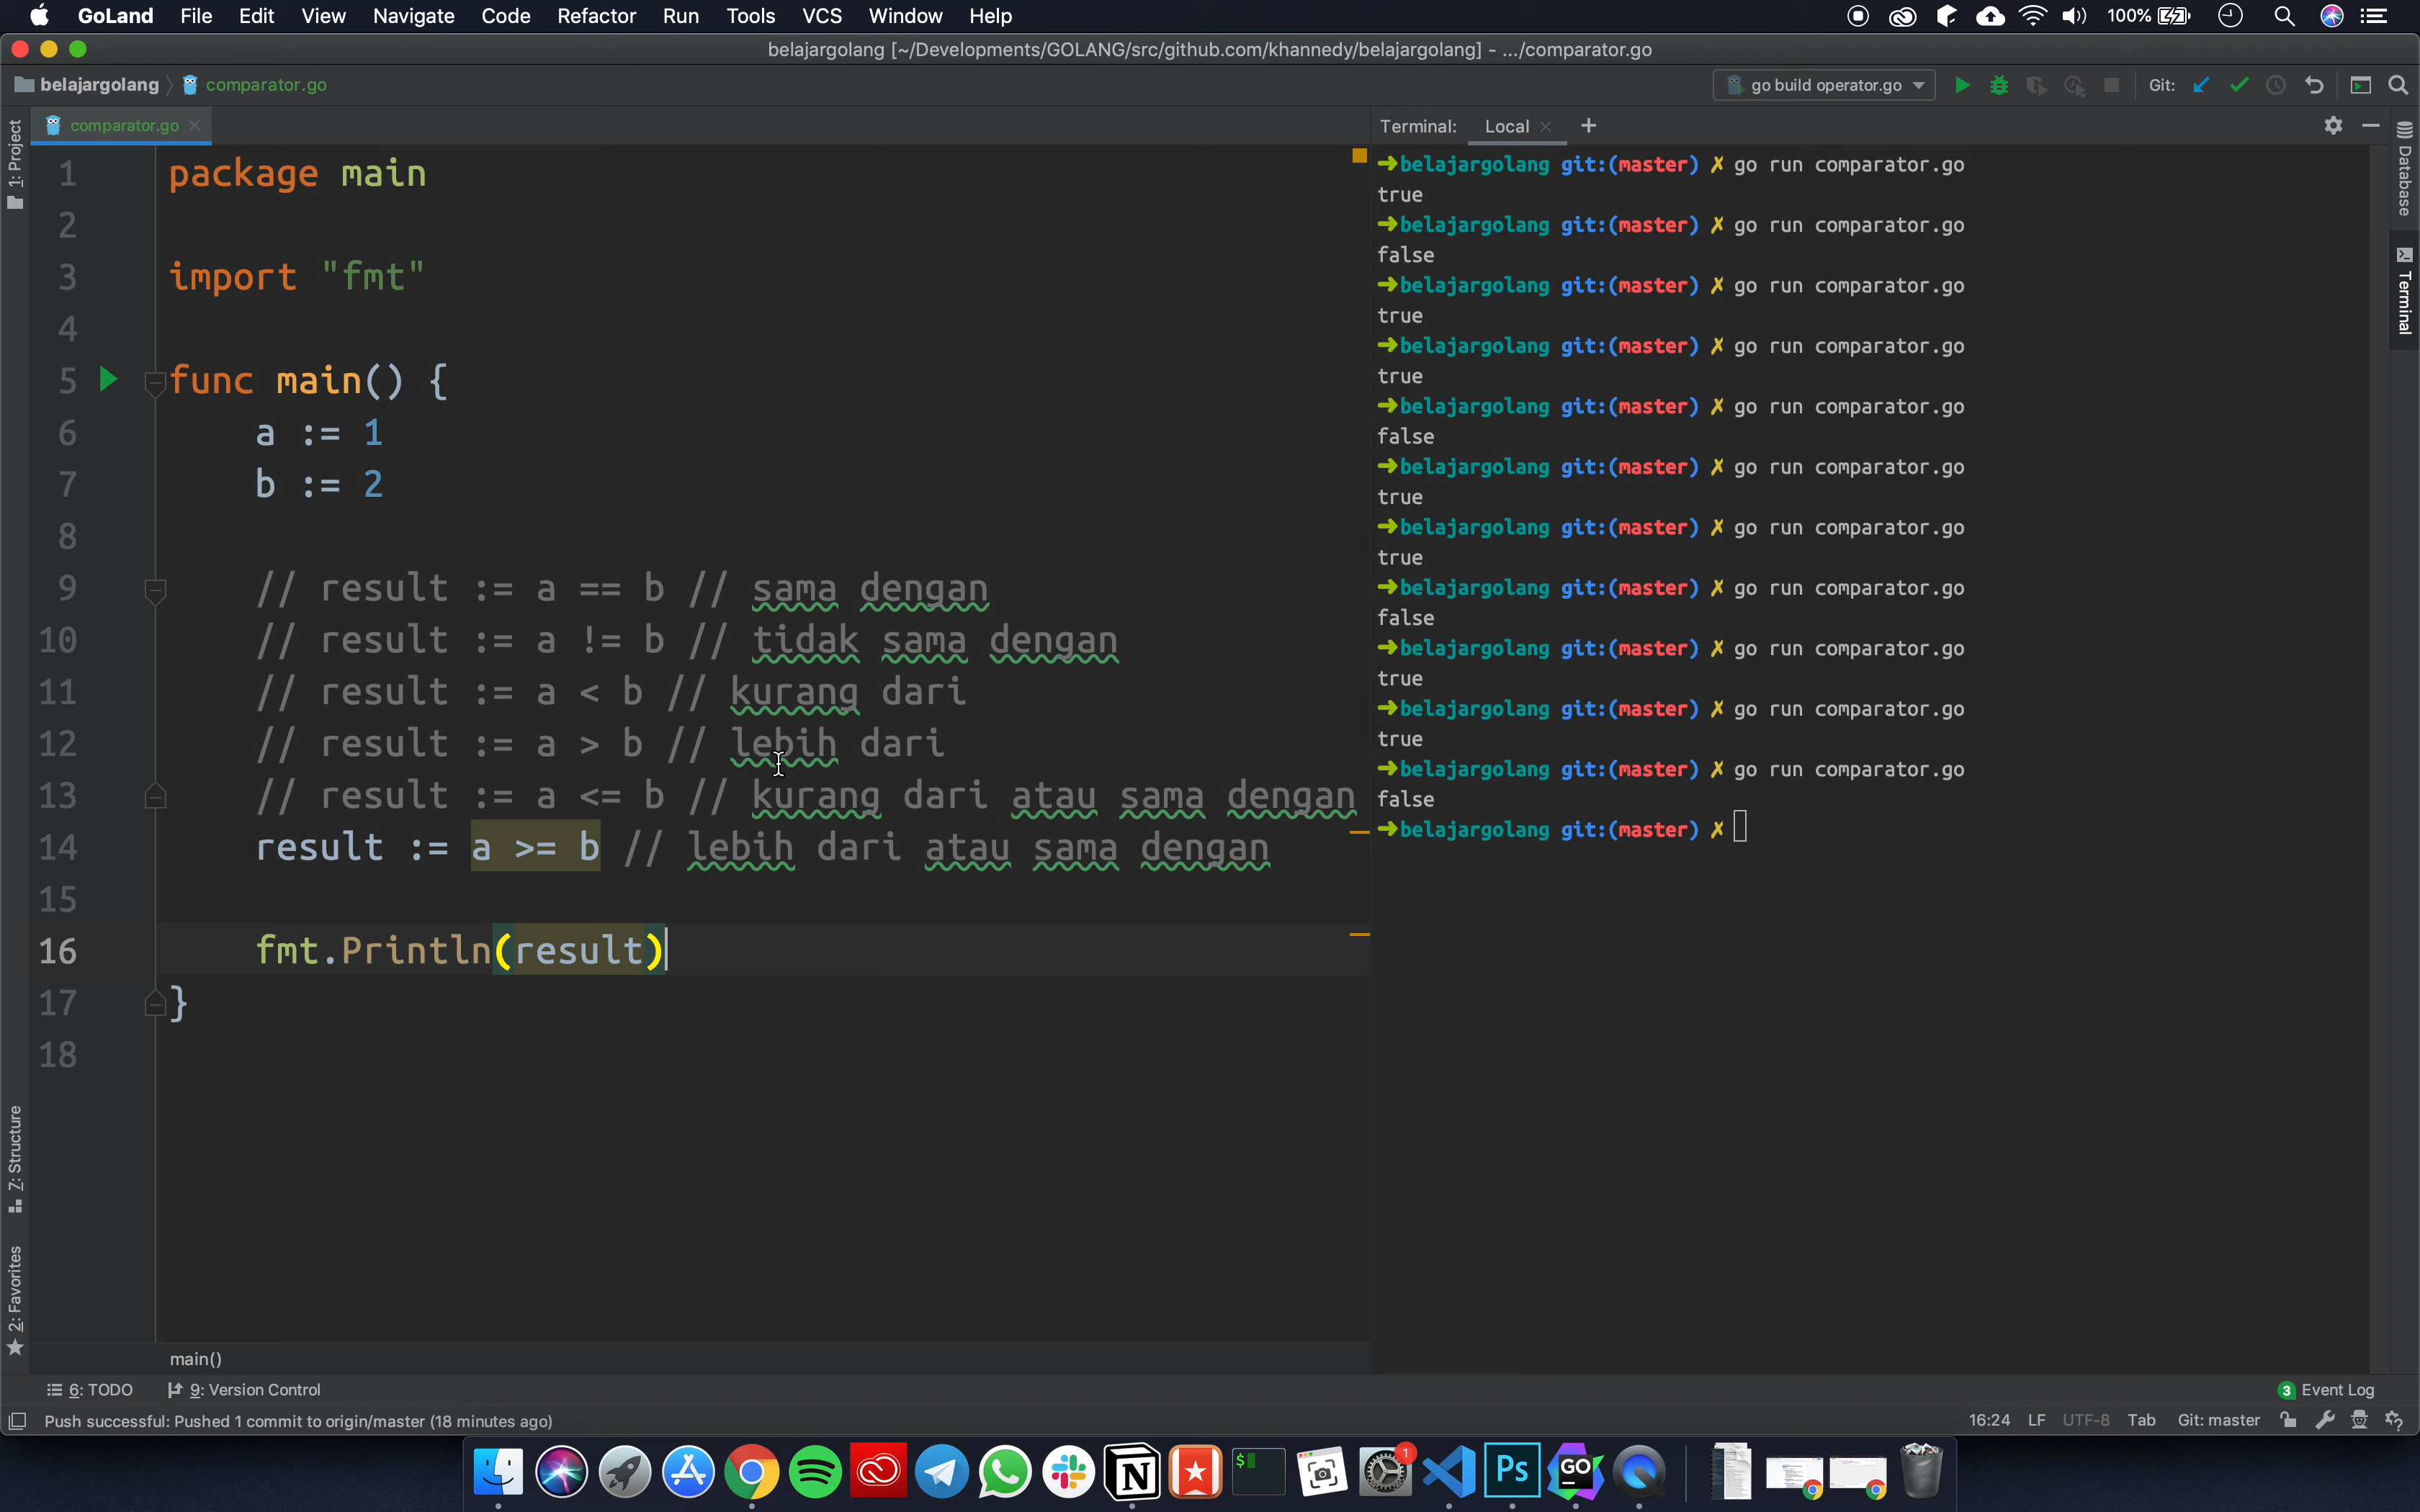 GoLand File Edit View Navigate Code Refactor Run Tools VCS Window Help 100%
belajargolang [~/Developments/GOLANG/src/github.com/khannedy/belajargolang] - .../comparator.go
belajargolang comparator.go go build operator.go Git:
comparator.go
Terminal: Local +
1: Project
7: Structure
2: Favorites
1 package main
2
3 import "fmt"
4
5 func main() {
6 a := 1
7 b := 2
8
9 // result := a == b // sama dengan
10 // result := a != b // tidak sama dengan
11 // result := a < b // kurang dari
12 // result := a > b // lebih dari
13 // result := a <= b // kurang dari atau sama dengan
14 result := a >= b // lebih dari atau sama dengan
15
16 fmt.Println(result)
17 }
18
main()
➜ belajargolang git:(master) ✗ go run comparator.go
true
➜ belajargolang git:(master) ✗ go run comparator.go
false
➜ belajargolang git:(master) ✗ go run comparator.go
true
➜ belajargolang git:(master) ✗ go run comparator.go
true
➜ belajargolang git:(master) ✗ go run comparator.go
false
➜ belajargolang git:(master) ✗ go run comparator.go
true
➜ belajargolang git:(master) ✗ go run comparator.go
true
➜ belajargolang git:(master) ✗ go run comparator.go
false
➜ belajargolang git:(master) ✗ go run comparator.go
true
➜ belajargolang git:(master) ✗ go run comparator.go
true
➜ belajargolang git:(master) ✗ go run comparator.go
false
➜ belajargolang git:(master) ✗
Database
Terminal
6: TODO 9: Version Control 3 Event Log
Push successful: Pushed 1 commit to origin/master (18 minutes ago) 16:24 LF UTF-8 Tab Git: master
$ 1 Ps GO